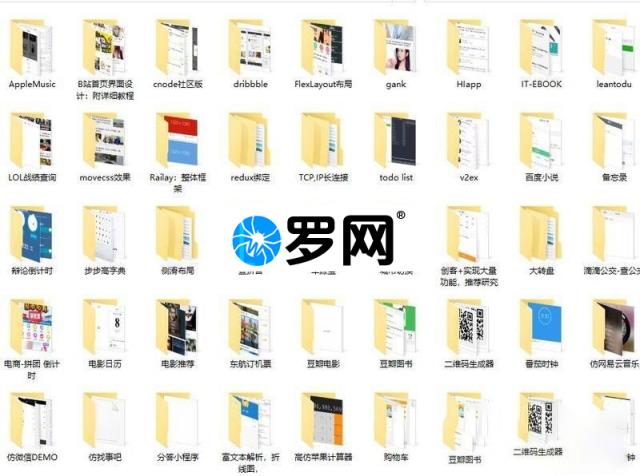 AppleMusic
B站首页界面设
计：附详细教程
cnode社区版
dribbble
FlexLayout布局
gank
HIapp
IT-EBOOK
leantodu
LOL战绩查询
movecss效果
Railay：整体框
架
redux绑定
TCP,IP长连接
todo list
v2ex
百度小说
备忘录
罗网®
辩论倒计时
步步高字典
侧滑布局
创客+实现大量
功能，推荐研究
大转盘
滴滴公交-查公
电商-拼团 倒计
时
电影日历
电影推荐
东航订机票
豆瓣电影
豆瓣图书
二维码生成器
番茄时钟
仿网易云音乐
仿微信DEMO
仿找事吧
分答小程序
富文本解析，折
线图，
高仿苹果计算器
购物车
豆瓣图书
二维码生成器
钟